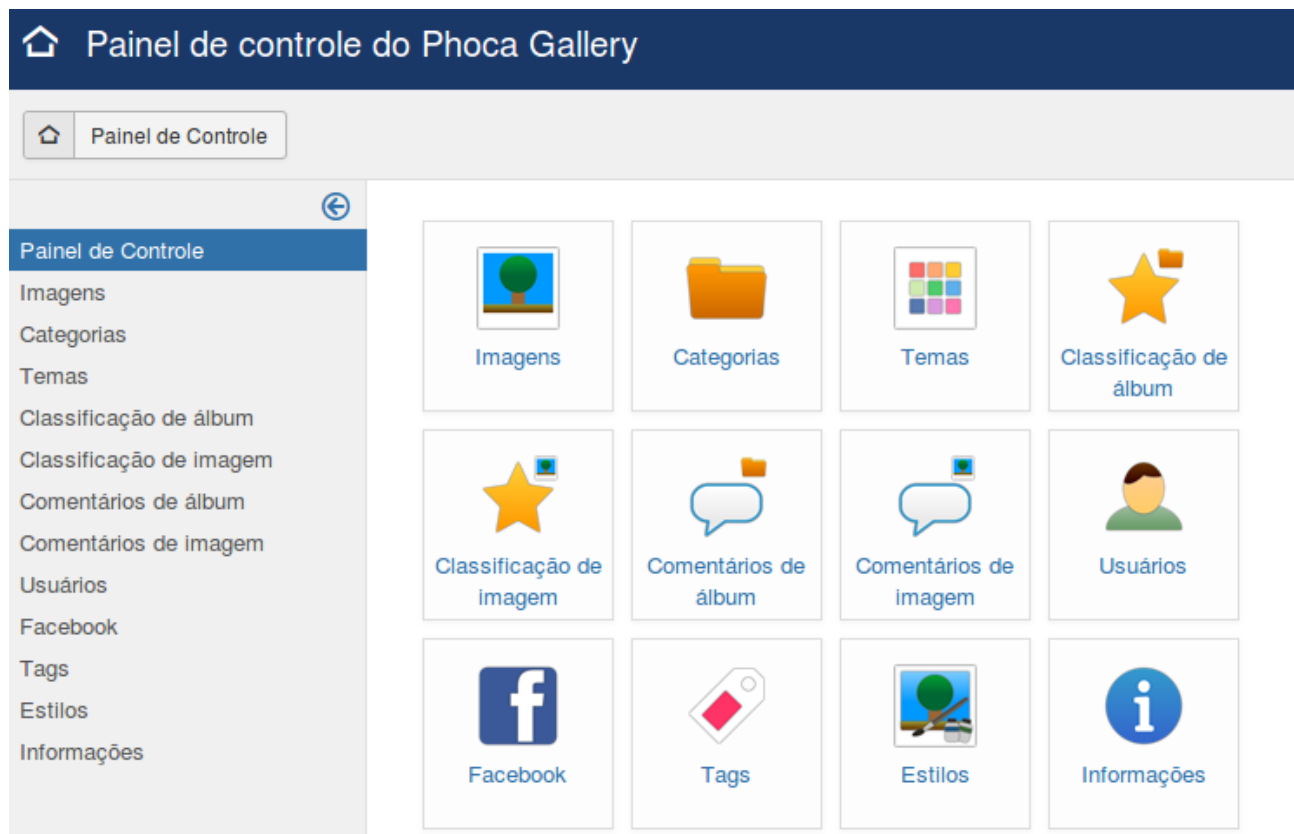 Painel de controle do Phoca Gallery
Painel de Controle
Painel de Controle
Imagens
Categorias
Temas
Classificação de álbum
Classificação de imagem
Comentários de álbum
Comentários de imagem
Usuários
Facebook
Tags
Estilos
Informações
Imagens
Categorias
Temas
Classificação de
álbum
Classificação de
imagem
Comentários de
álbum
Comentários de
imagem
Usuários
Facebook
Tags
Estilos
Informações